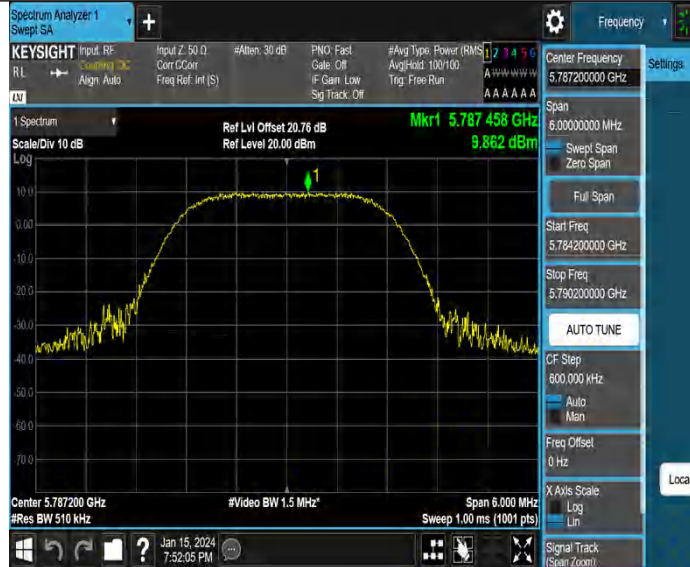 Spectrum Analyzer 1
Swept SA
+
Frequency
KEYSIGHT
RL
Input: RF
Coupling: DC
Align: Auto
Input Z: 50 Ω
Corr CCorr
Freq Ref: Int (S)
#Atten: 30 dB
PNO: Fast
Gate: Off
IF Gain: Low
Sig Track: Off
#Avg Type: Power (RMS
Avg|Hold: 100/100
Trig: Free Run
1 2 3 4 5 6
A W W W W W
A A A A A A
LXI
1 Spectrum
Scale/Div 10 dB
Ref Lvl Offset 20.76 dB
Ref Level 20.00 dBm
Mkr1 5.787 458 GHz
9.862 dBm
Log
1
10.0
0.00
-10.0
-20.0
-30.0
-40.0
-50.0
-60.0
-70.0
Center 5.787200 GHz
#Res BW 510 kHz
#Video BW 1.5 MHz*
Span 6.000 MHz
Sweep 1.00 ms (1001 pts)
?
Jan 15, 2024
7:52:05 PM
Center Frequency
5.787200000 GHz
Settings
Span
6.00000000 MHz
Swept Span
Zero Span
Full Span
Start Freq
5.784200000 GHz
Stop Freq
5.790200000 GHz
AUTO TUNE
CF Step
600.000 kHz
Auto
Man
Freq Offset
0 Hz
X Axis Scale
Log
Lin
Loca
Signal Track
(Span Zoom)